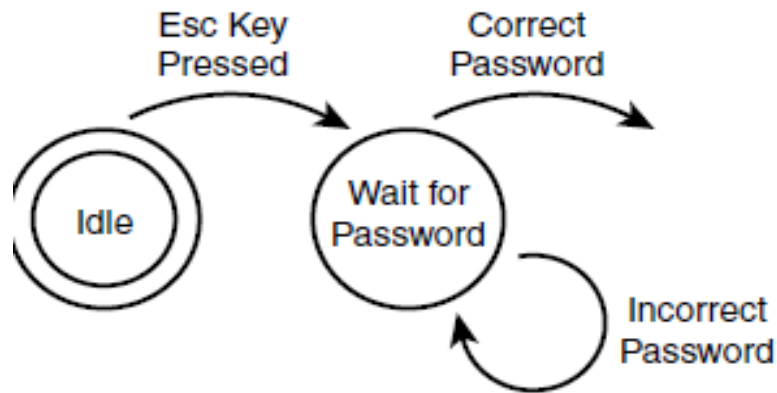 Esc Key
Pressed
Correct
Password
Idle
Wait for
Password
Incorrect
Password